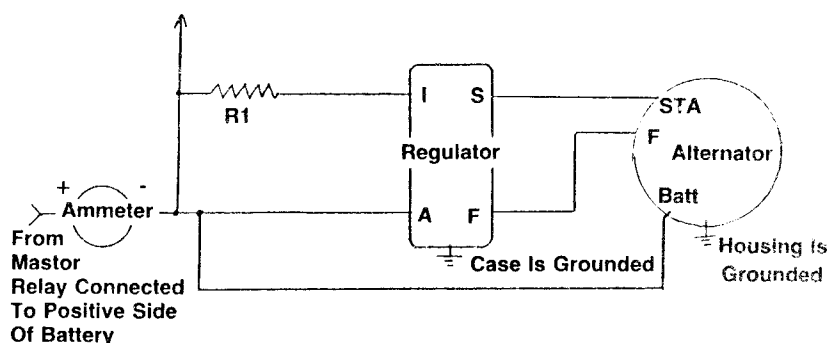 R1
I S
Regulator
A F
STA
F
Alternator
Batt
+ -
Ammeter
From
Mastor
Relay Connected
To Positive Side
Of Battery
Case Is Grounded
Housing Is
Grounded